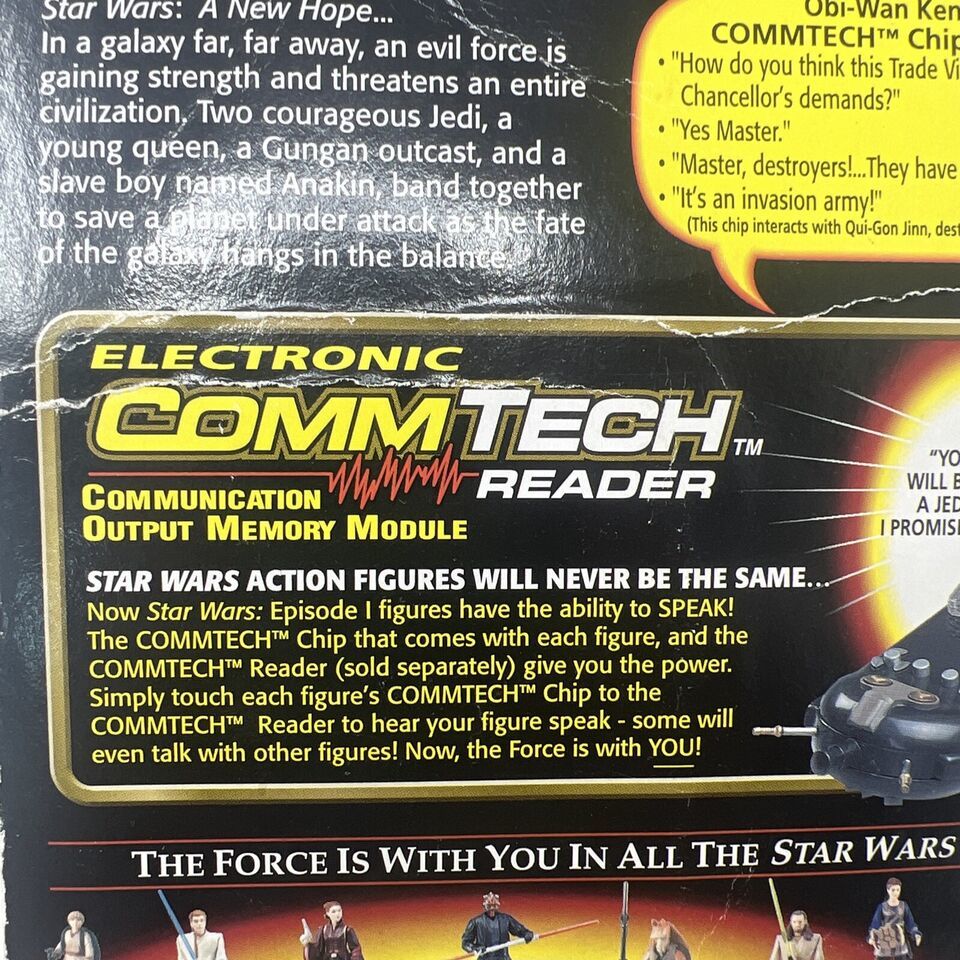 Star Wars: A New Hope...
In a galaxy far, far away, an evil force is
gaining strength and threatens an entire
civilization. Two courageous Jedi, a
young queen, a Gungan outcast, and a
slave boy named Anakin, band together
to save a planet under attack as the fate
of the galaxy hangs in the balance.
Obi-Wan Ken
COMMTECH™ Chip
• "How do you think this Trade Vi
Chancellor's demands?"
• "Yes Master."
• "Master, destroyers!...They have
• "It's an invasion army!"
(This chip interacts with Qui-Gon Jinn, dest
ELECTRONIC
COMMTECH™
READER
COMMUNICATION
OUTPUT MEMORY MODULE
STAR WARS ACTION FIGURES WILL NEVER BE THE SAME...
Now Star Wars: Episode I figures have the ability to SPEAK!
The COMMTECH™ Chip that comes with each figure, and the
COMMTECH™ Reader (sold separately) give you the power.
Simply touch each figure's COMMTECH™ Chip to the
COMMTECH™ Reader to hear your figure speak - some will
even talk with other figures! Now, the Force is with YOU!
"YO
WILL B
A JED
I PROMIS
THE FORCE IS WITH YOU IN ALL THE STAR WARS